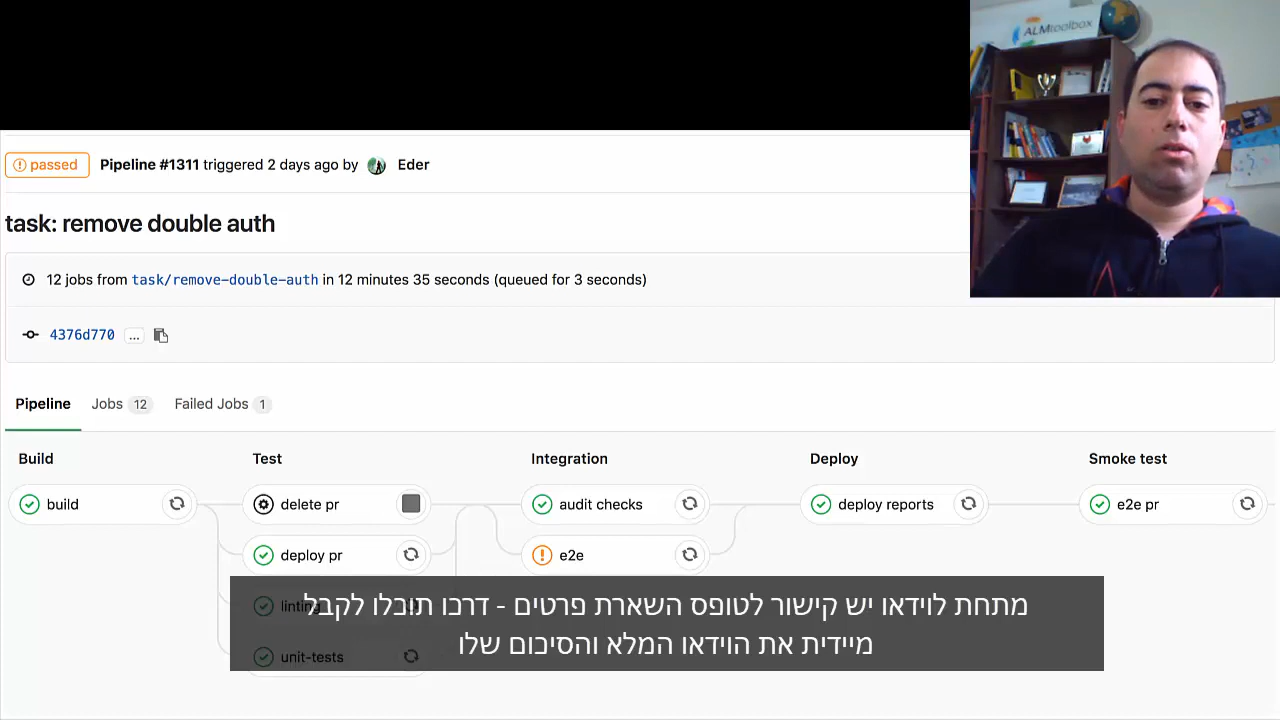 ALMtoolbox
passed Pipeline #1311 triggered 2 days ago by Eder
task: remove double auth
12 jobs from task/remove-double-auth in 12 minutes 35 seconds (queued for 3 seconds)
4376d770 ...
Pipeline Jobs 12 Failed Jobs 1
Build Test Integration Deploy Smoke test
build delete pr audit checks deploy reports e2e pr
deploy pr e2e
linting
unit-tests
מתחת לוידאו יש קישור לטופס השארת פרטים - דרכו תוכלו לקבל
מיידית את הוידאו המלא והסיכום שלו